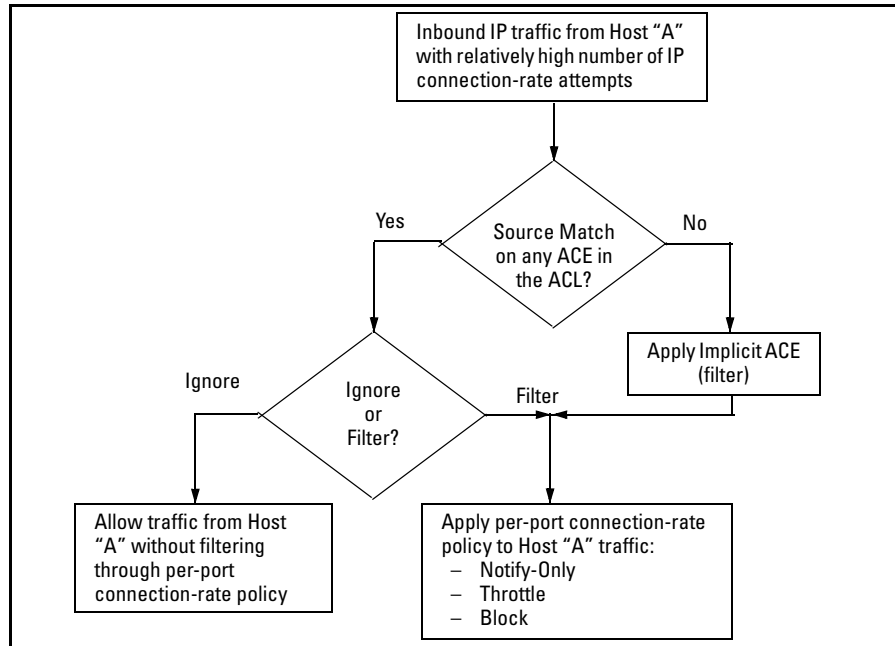 Inbound IP traffic from Host “A”
with relatively high number of IP
connection-rate attempts
Yes
No
Source Match
on any ACE in
the ACL?
Apply Implicit ACE
(filter)
Ignore
Ignore
or
Filter?
Filter
Allow traffic from Host
“A” without filtering
through per-port
connection-rate policy
Apply per-port connection-rate
policy to Host “A” traffic:
– Notify-Only
– Throttle
– Block